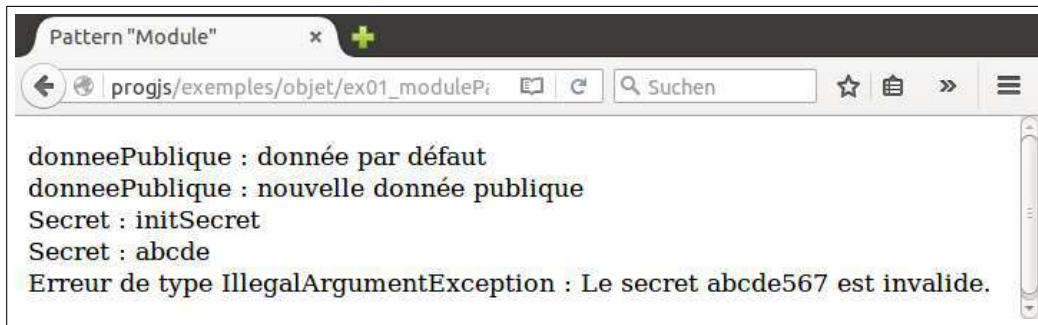 Pattern "Module"
progjs/exemples/objet/ex01_modulePa
Suchen
donneePublique : donnée par défaut
donneePublique : nouvelle donnée publique
Secret : initSecret
Secret : abcde
Erreur de type IllegalArgumentException : Le secret abcde567 est invalide.